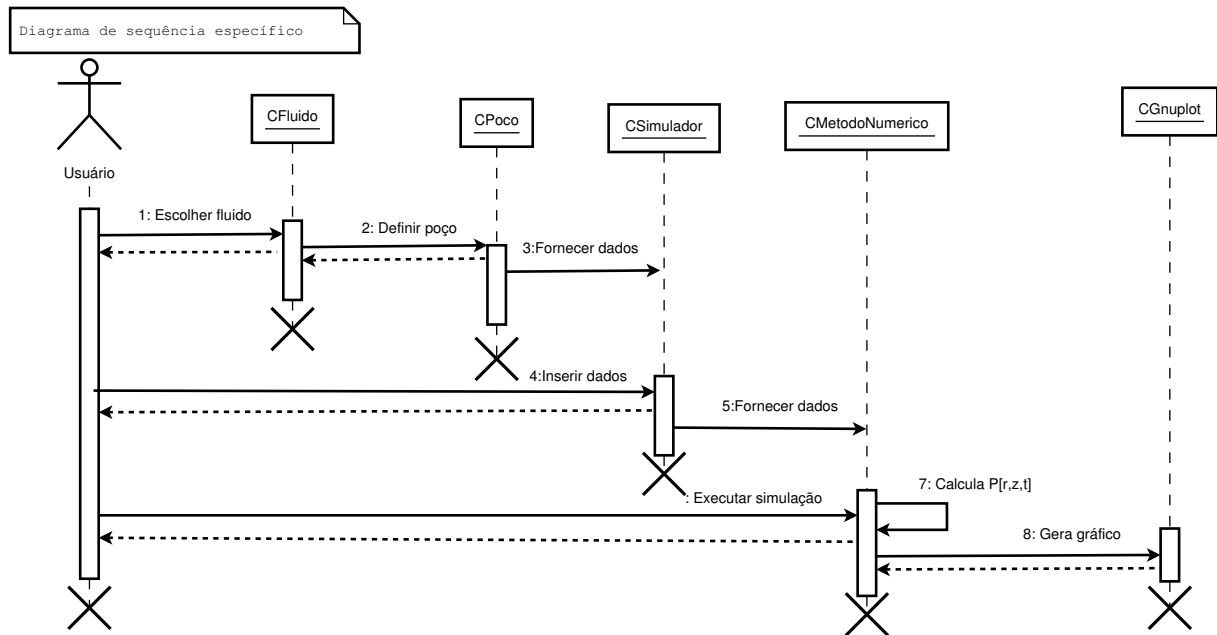 Diagrama de sequência específico
CFluido
CPoco
CSimulador
CMetodoNumerico
CGnuplot
Usuário
1: Escolher fluido
2: Definir poço
3:Fornecer dados
4:Inserir dados
5:Fornecer dados
: Executar simulação
7: Calcula P[r,z,t]
8: Gera gráfico